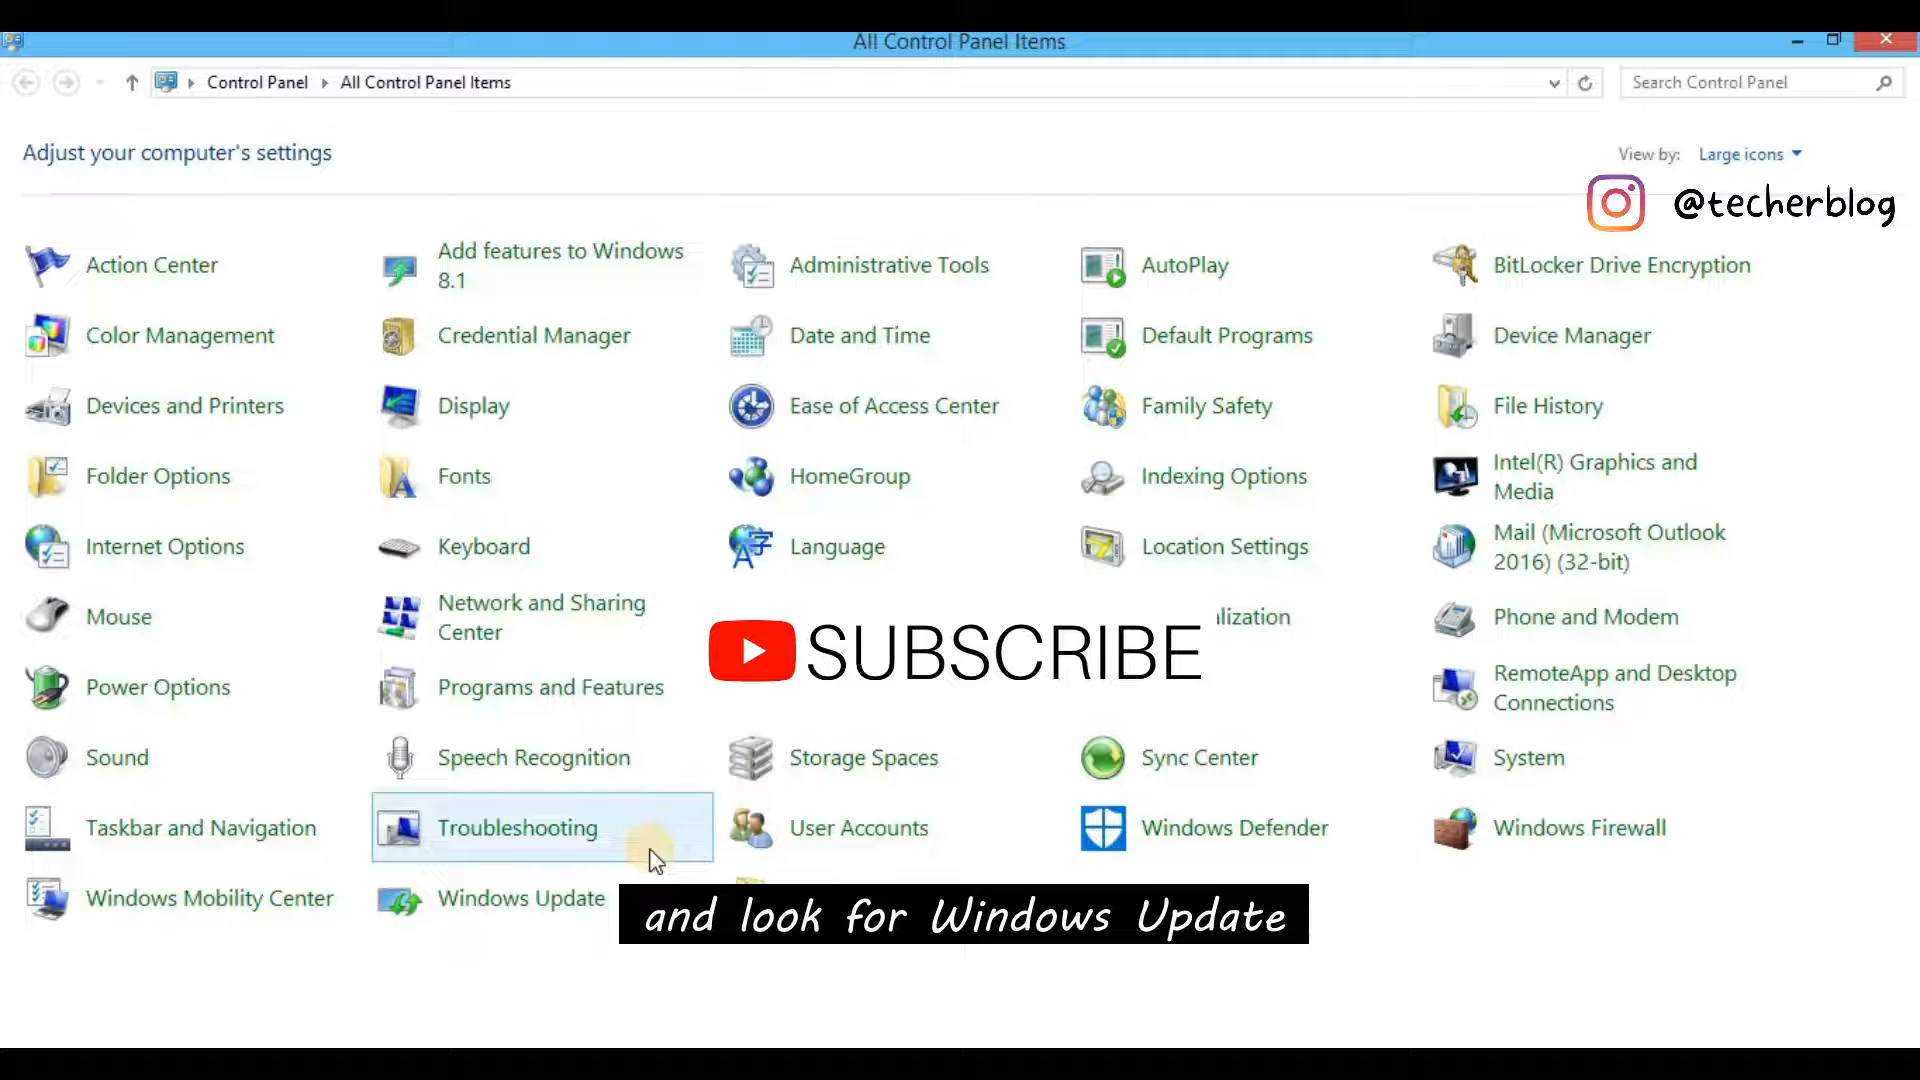 All Control Panel Items
Control Panel All Control Panel Items
Search Control Panel
Adjust your computer's settings
View by: Large icons
@techerblog
Action Center
Add features to Windows
8.1
Administrative Tools
AutoPlay
BitLocker Drive Encryption
Color Management
Credential Manager
Date and Time
Default Programs
Device Manager
Devices and Printers
Display
Ease of Access Center
Family Safety
File History
Folder Options
Fonts
HomeGroup
Indexing Options
Intel(R) Graphics and
Media
Internet Options
Keyboard
Language
Location Settings
Mail (Microsoft Outlook
2016) (32-bit)
Mouse
Network and Sharing
Center
lization
Phone and Modem
Power Options
Programs and Features
SUBSCRIBE
RemoteApp and Desktop
Connections
Sound
Speech Recognition
Storage Spaces
Sync Center
System
Taskbar and Navigation
Troubleshooting
User Accounts
Windows Defender
Windows Firewall
Windows Mobility Center
Windows Update
and look for Windows Update